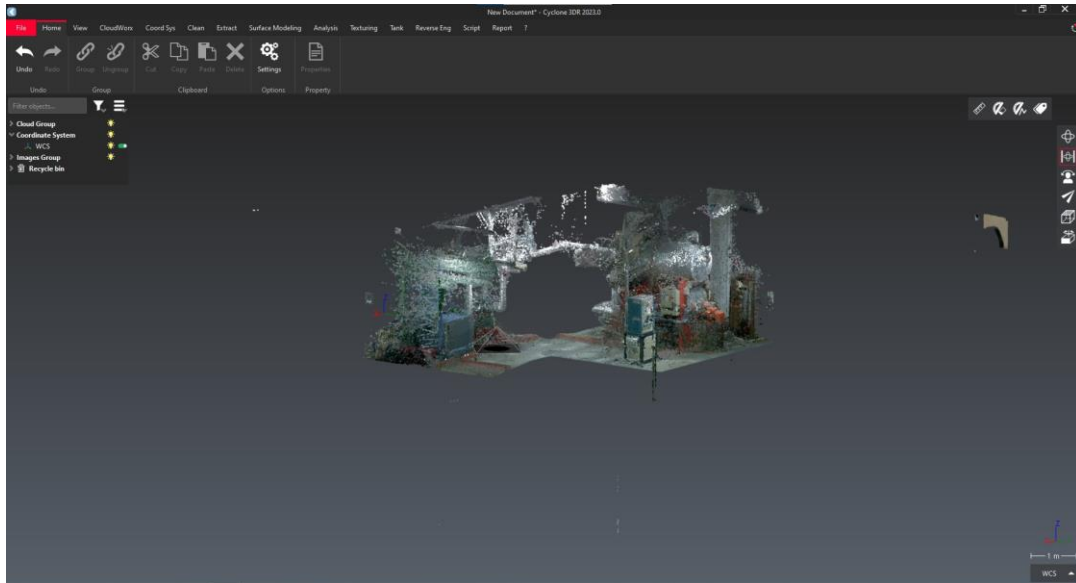 New Document* - Cyclone 3DR 2023.0
File Home View CloudWorx Coord Sys Clean Extract Surface Modeling Analysis Texturing Tank Reverse Eng Script Report ?
Undo Redo Group Ungroup Cut Copy Paste Delete Settings Properties
Undo Group Clipboard Options Property
Filter objects...
Cloud Group
Coordinate System
WCS
Images Group
Recycle bin
Z
1 m
WCS